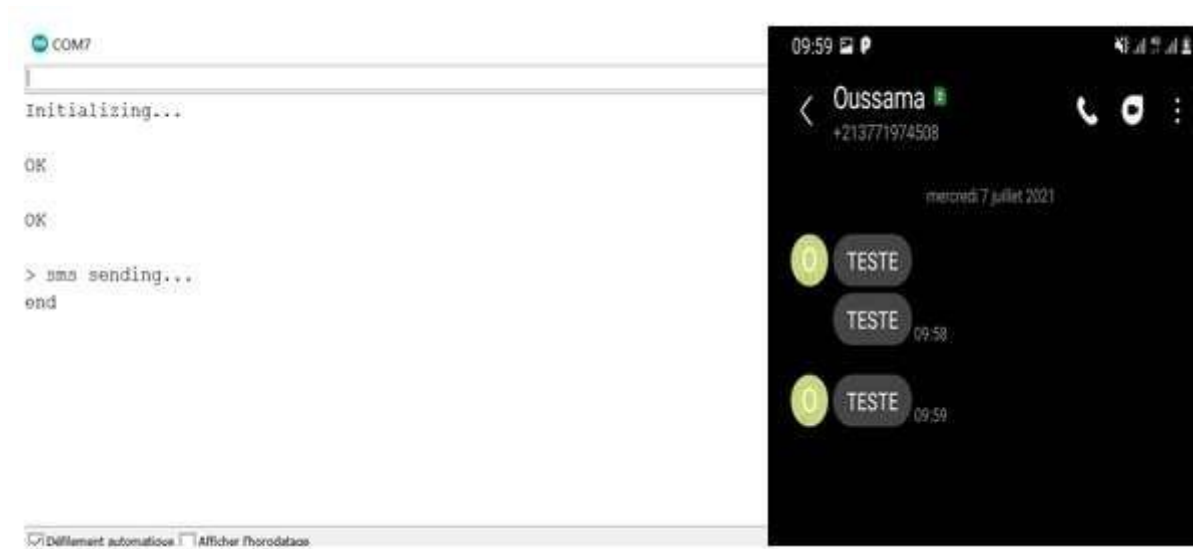 COM7
Initializing...
OK
OK
> sms sending...
end
Défilement automatique Afficher l'horodatage
09:59
Oussama
+213771974508
mercredi 7 juillet 2021
O TESTE
TESTE 09:58
O TESTE 09:59